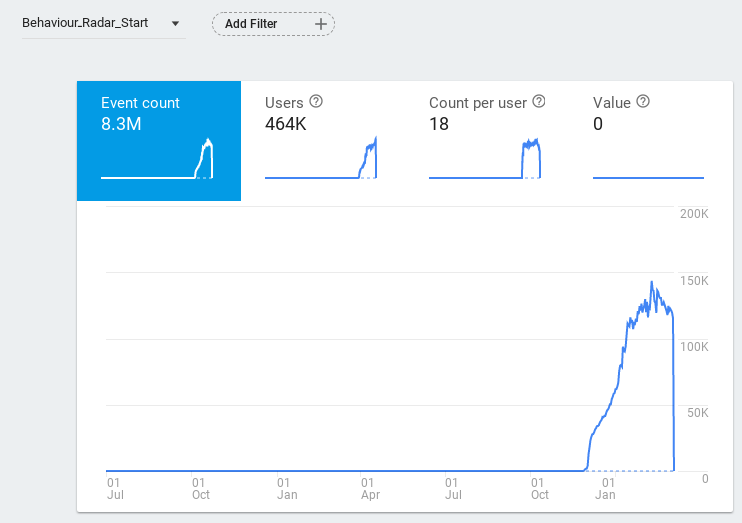 Behaviour_Radar_Start
Add Filter
Event count
8.3M
Users
464K
Count per user
18
Value
0
200K
150K
100K
50K
0
01 Jul
01 Oct
01 Jan
01 Apr
01 Jul
01 Oct
01 Jan